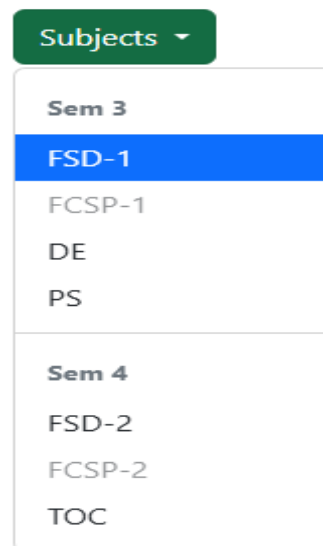 Subjects
Sem 3
FSD-1
FCSP-1
DE
PS
Sem 4
FSD-2
FCSP-2
TOC